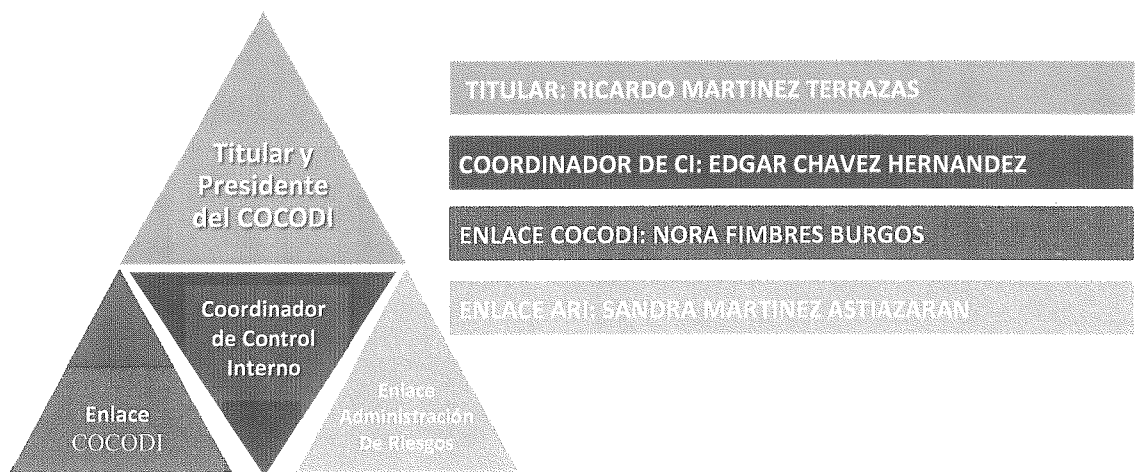 Titular y
Presidente
del COCODI
Coordinador
de Control
Interno
Enlace
COCODI
Enlace
Administración
De Riesgos
TITULAR: RICARDO MARTINEZ TERRAZAS
COORDINADOR DE CI: EDGAR CHAVEZ HERNANDEZ
ENLACE COCODI: NORA FIMBRES BURGOS
ENLACE ARI: SANDRA MARTINEZ ASTIAZARAN